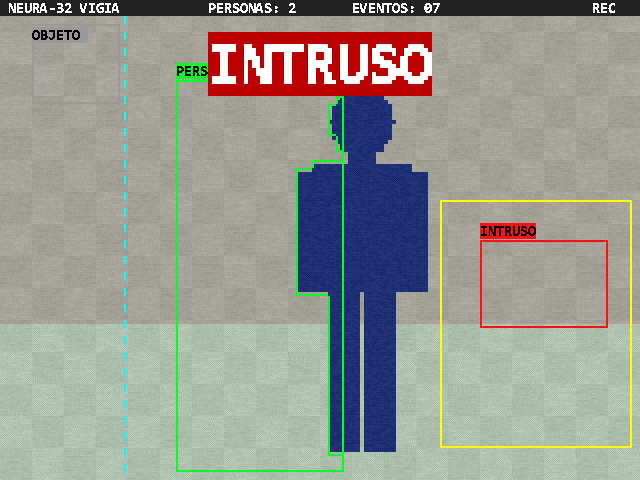 NEURA-32 VIGIA PERSONAS: 2 EVENTOS: 07 REC
OBJETO
INTRUSO
PERS
INTRUSO